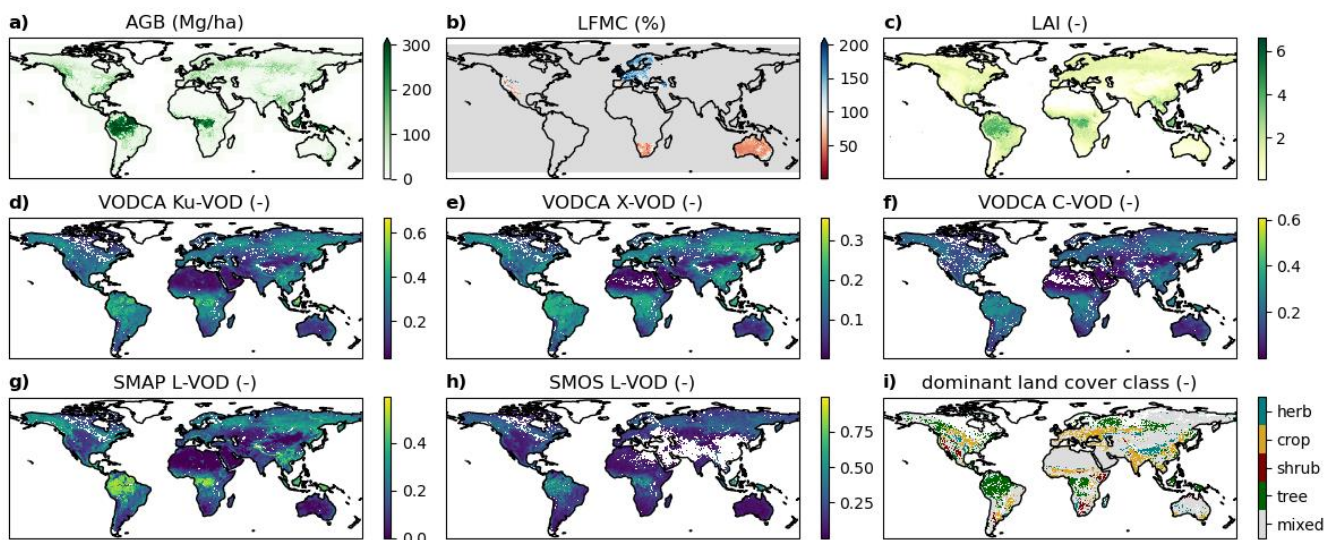 a) AGB (Mg/ha)
300
200
100
0
b) LFMC (%)
200
150
100
50
c) LAI (-)
6
4
2
d) VODCA Ku-VOD (-)
0.6
0.4
0.2
e) VODCA X-VOD (-)
0.3
0.2
0.1
f) VODCA C-VOD (-)
0.6
0.4
0.2
g) SMAP L-VOD (-)
0.4
0.2
0.0
h) SMOS L-VOD (-)
0.75
0.50
0.25
i) dominant land cover class (-)
herb
crop
shrub
tree
mixed